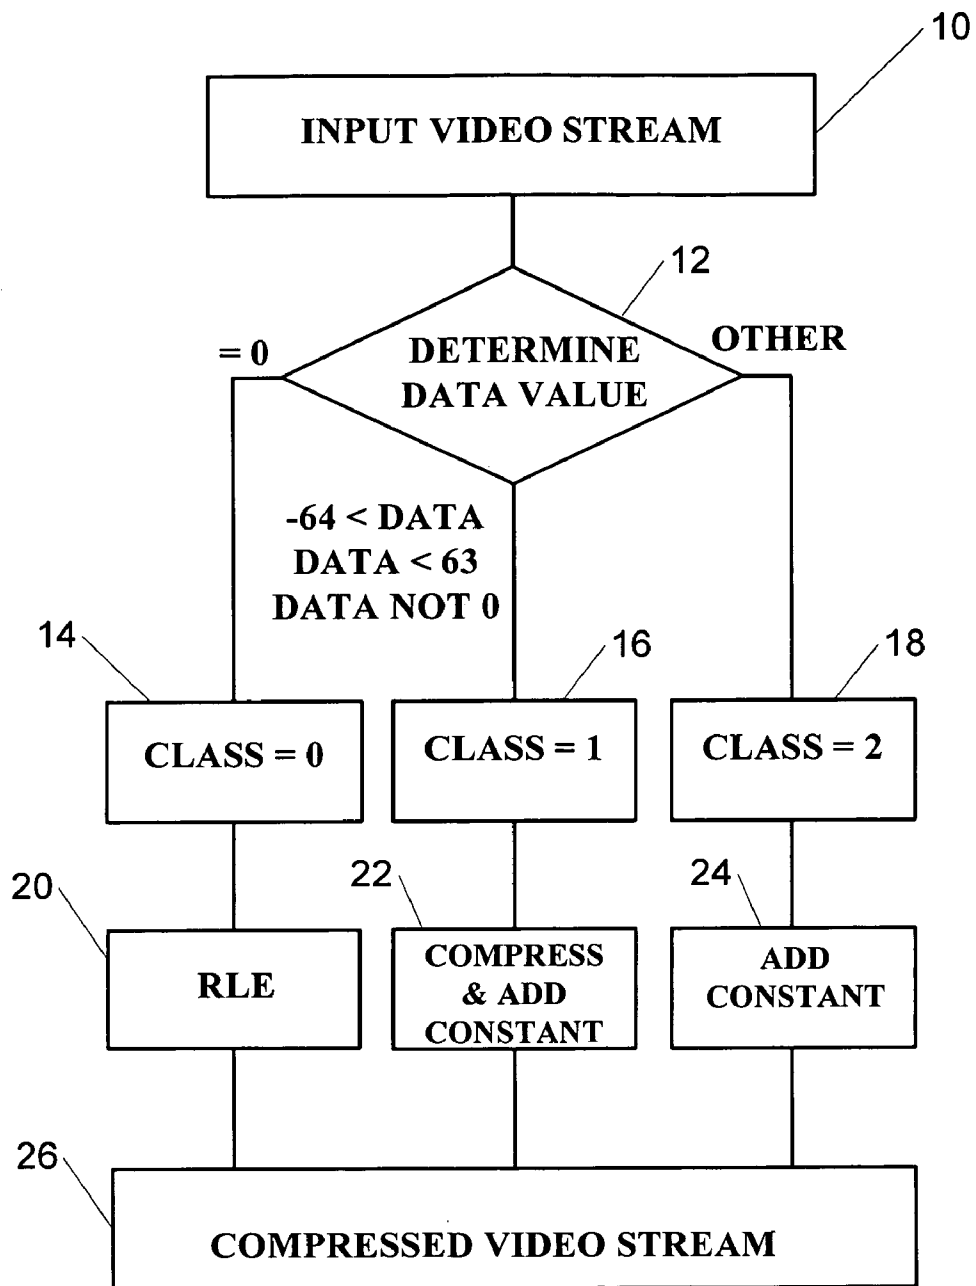 10
INPUT VIDEO STREAM
12
= 0
DETERMINE
DATA VALUE
OTHER
-64 < DATA
DATA < 63
DATA NOT 0
14
16
18
CLASS = 0
CLASS = 1
CLASS = 2
20
22
24
RLE
COMPRESS
& ADD
CONSTANT
ADD
CONSTANT
26
COMPRESSED VIDEO STREAM